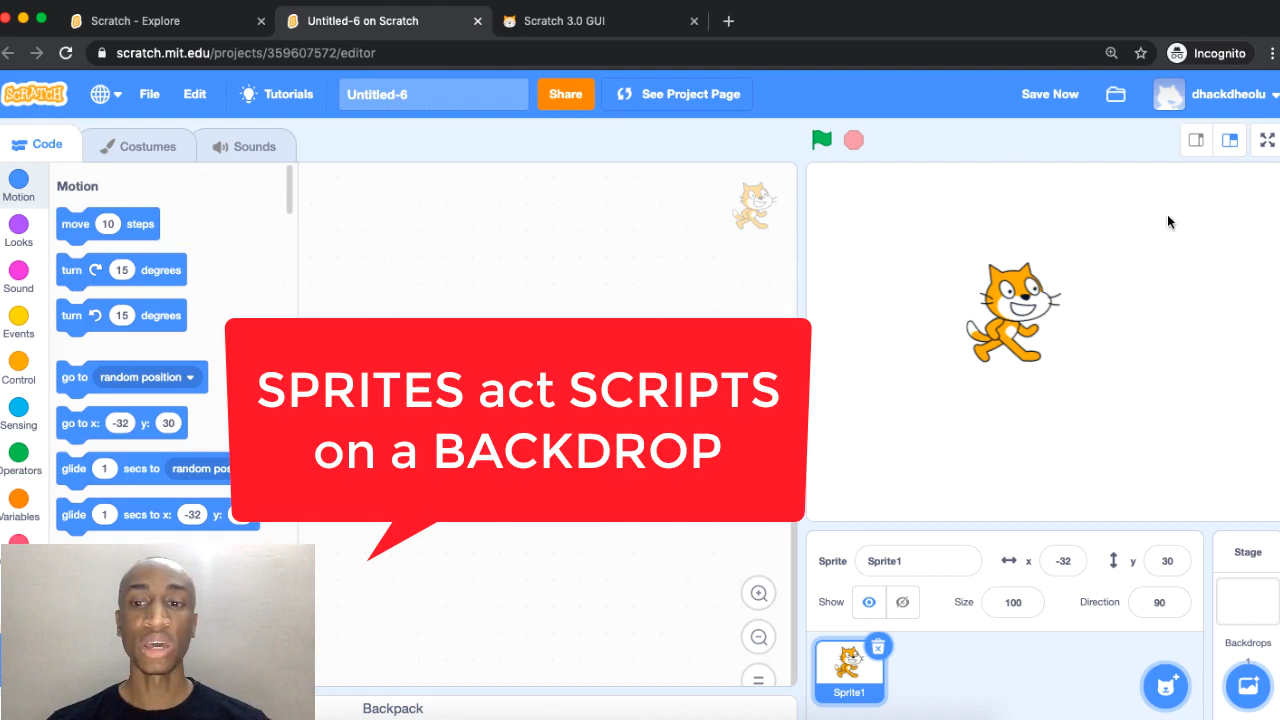 Scratch - Explore
Untitled-6 on Scratch
Scratch 3.0 GUI
scratch.mit.edu/projects/359607572/editor
Incognito
SCRATCH
File
Edit
Tutorials
Untitled-6
Share
See Project Page
Save Now
dhackdheolu
Code
Costumes
Sounds
Motion
Looks
Sound
Events
Control
Sensing
Operators
Variables
Motion
move 10 steps
turn 15 degrees
turn 15 degrees
go to random position
go to x: -32 y: 30
glide 1 secs to random pos
glide 1 secs to x: -32 y:
SPRITES act SCRIPTS
on a BACKDROP
Sprite Sprite1 x -32 y 30
Show Size 100 Direction 90
Sprite1
Stage
Backdrops
1
Backpack